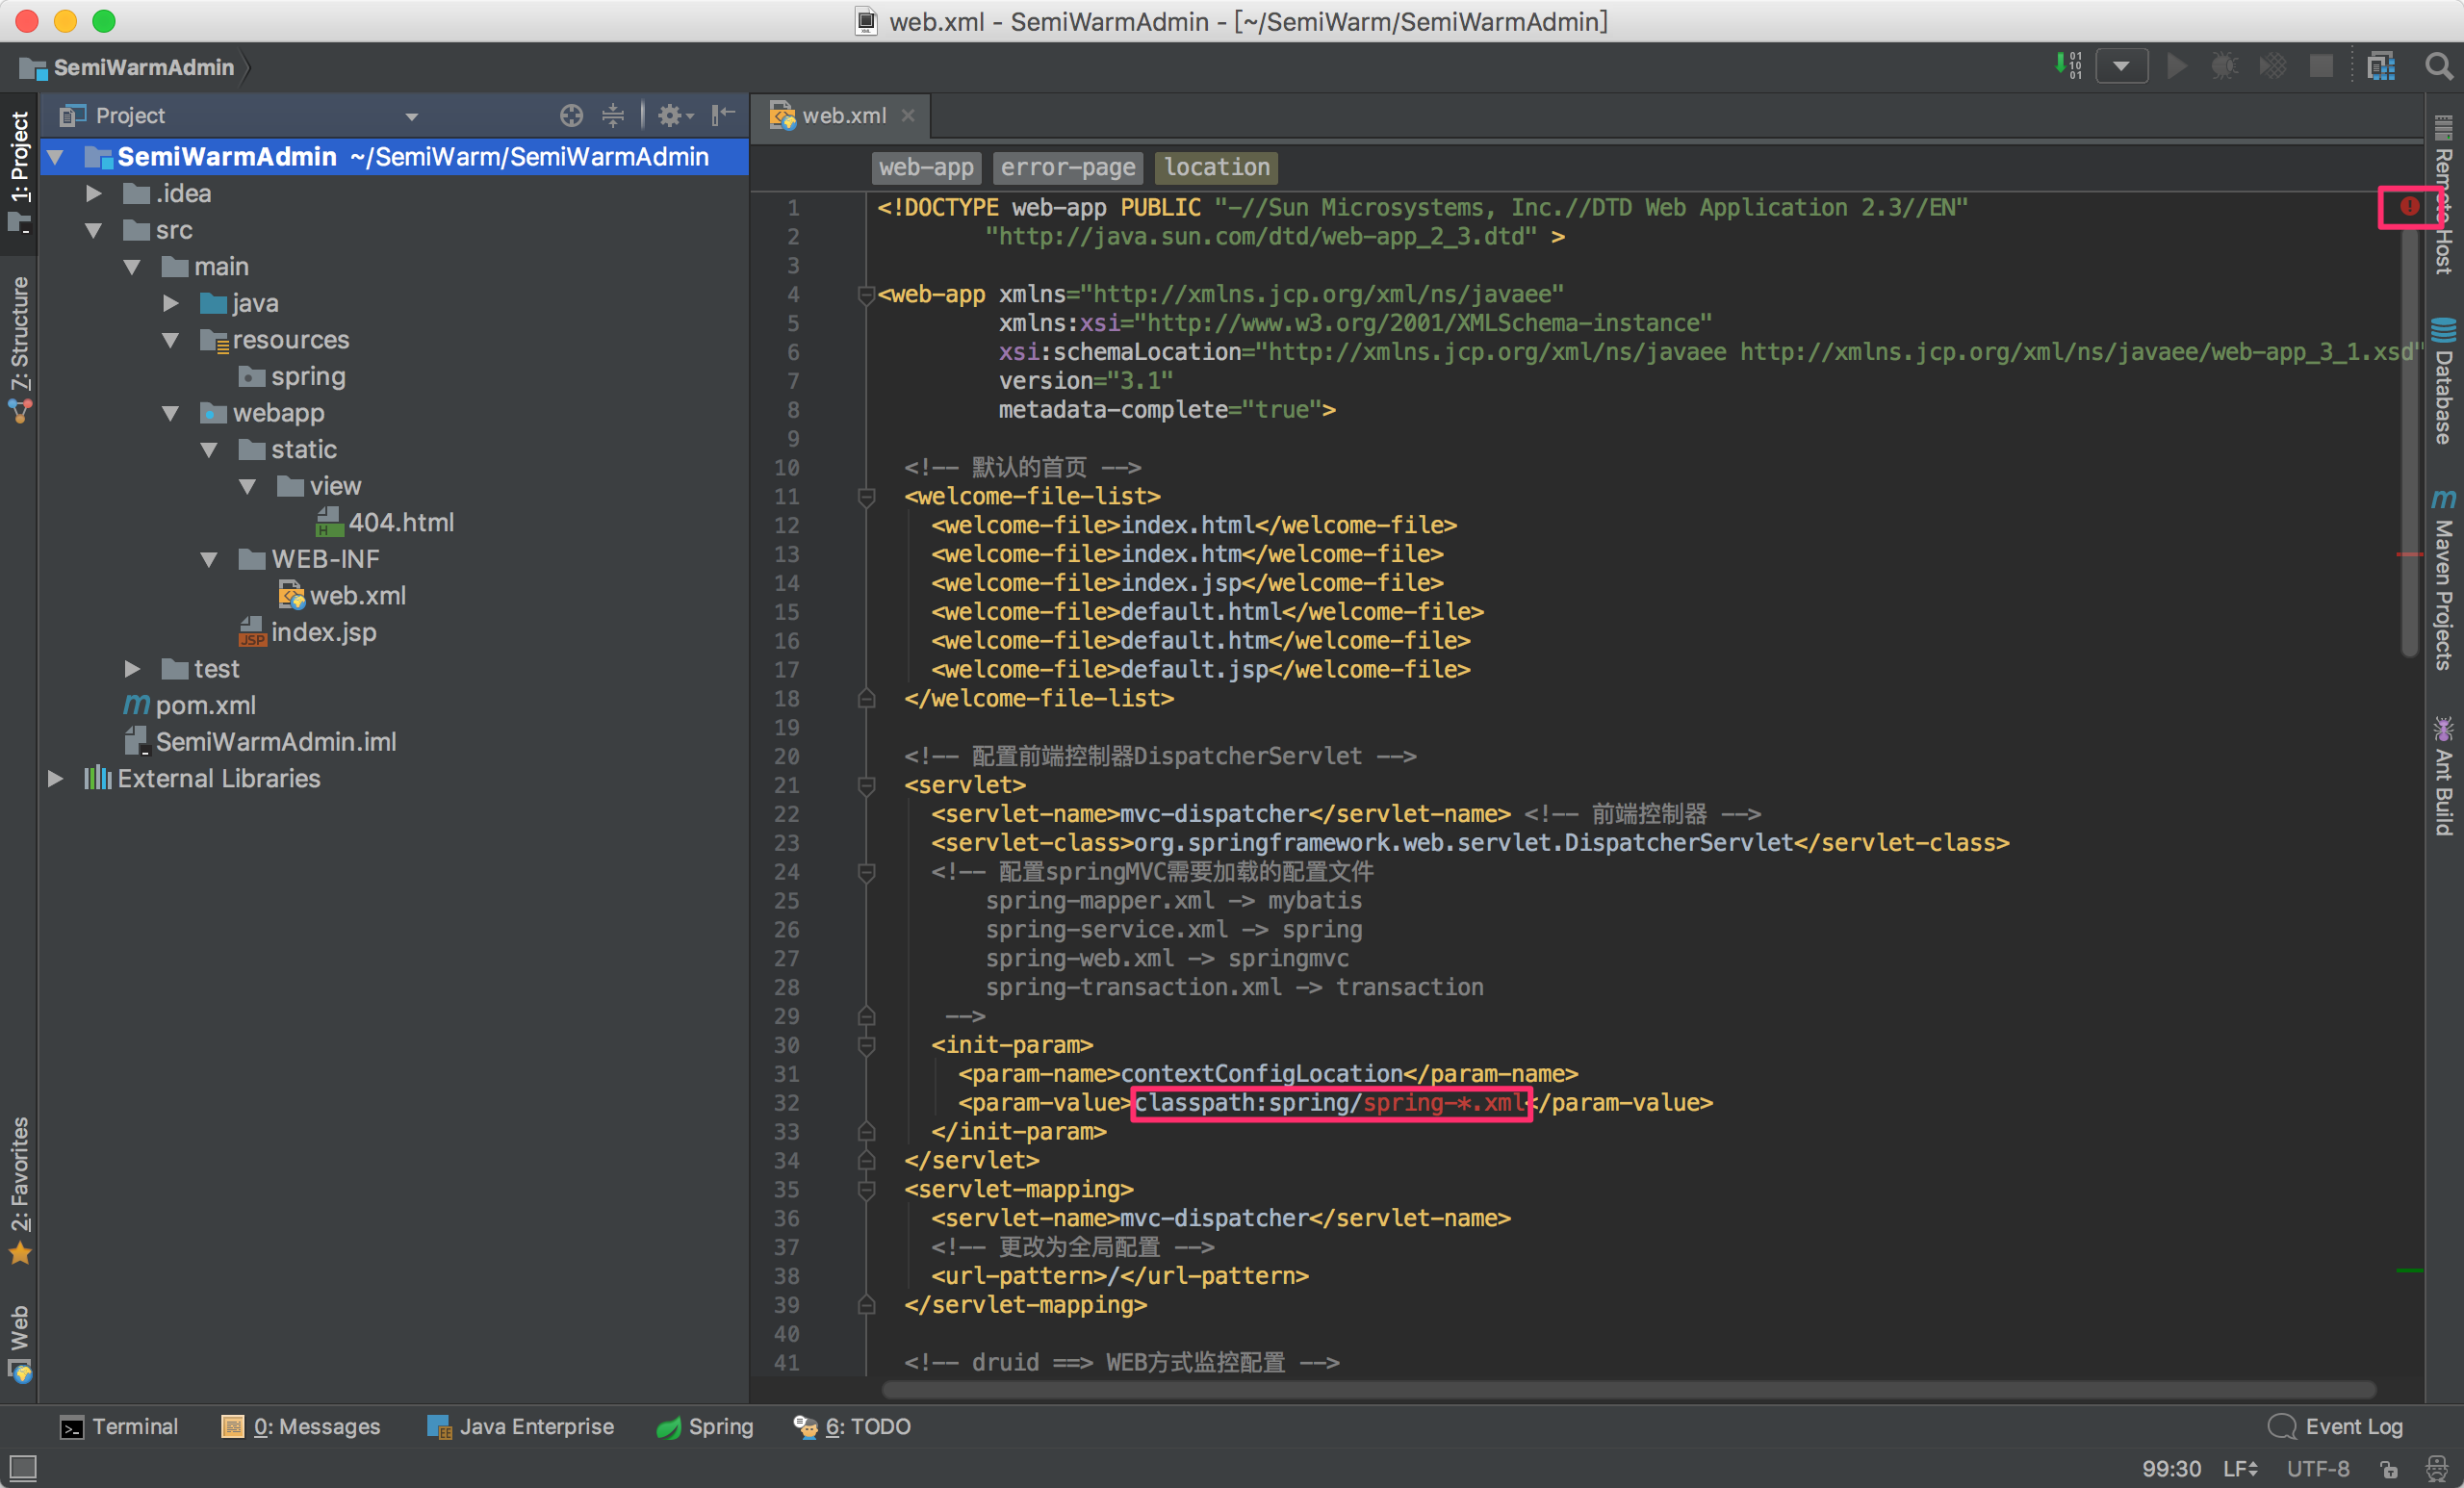 web.xml - SemiWarmAdmin - [~/SemiWarm/SemiWarmAdmin]
SemiWarmAdmin
Project
web.xml
1: Project
7: Structure
2: Favorites
Web
SemiWarmAdmin ~/SemiWarm/SemiWarmAdmin
.idea
src
main
java
resources
spring
webapp
static
view
404.html
WEB-INF
web.xml
index.jsp
test
pom.xml
SemiWarmAdmin.iml
External Libraries
web-app error-page location
1 <!DOCTYPE web-app PUBLIC "-//Sun Microsystems, Inc.//DTD Web Application 2.3//EN"
2 "http://java.sun.com/dtd/web-app_2_3.dtd" >
3
4 <web-app xmlns="http://xmlns.jcp.org/xml/ns/javaee"
5 xmlns:xsi="http://www.w3.org/2001/XMLSchema-instance"
6 xsi:schemaLocation="http://xmlns.jcp.org/xml/ns/javaee http://xmlns.jcp.org/xml/ns/javaee/web-app_3_1.xsd"
7 version="3.1"
8 metadata-complete="true">
9
10 <!-- 默认的首页 -->
11 <welcome-file-list>
12 <welcome-file>index.html</welcome-file>
13 <welcome-file>index.htm</welcome-file>
14 <welcome-file>index.jsp</welcome-file>
15 <welcome-file>default.html</welcome-file>
16 <welcome-file>default.htm</welcome-file>
17 <welcome-file>default.jsp</welcome-file>
18 </welcome-file-list>
19
20 <!-- 配置前端控制器DispatcherServlet -->
21 <servlet>
22 <servlet-name>mvc-dispatcher</servlet-name> <!-- 前端控制器 -->
23 <servlet-class>org.springframework.web.servlet.DispatcherServlet</servlet-class>
24 <!-- 配置springMVC需要加载的配置文件
25 spring-mapper.xml -> mybatis
26 spring-service.xml -> spring
27 spring-web.xml -> springmvc
28 spring-transaction.xml -> transaction
29 -->
30 <init-param>
31 <param-name>contextConfigLocation</param-name>
32 <param-value>classpath:spring/spring-*.xml</param-value>
33 </init-param>
34 </servlet>
35 <servlet-mapping>
36 <servlet-name>mvc-dispatcher</servlet-name>
37 <!-- 更改为全局配置 -->
38 <url-pattern>/</url-pattern>
39 </servlet-mapping>
40
41 <!-- druid ==> WEB方式监控配置 -->
Remote Host
Database
Maven Projects
Ant Build
Terminal 0: Messages Java Enterprise Spring 6: TODO Event Log
99:30 LF UTF-8